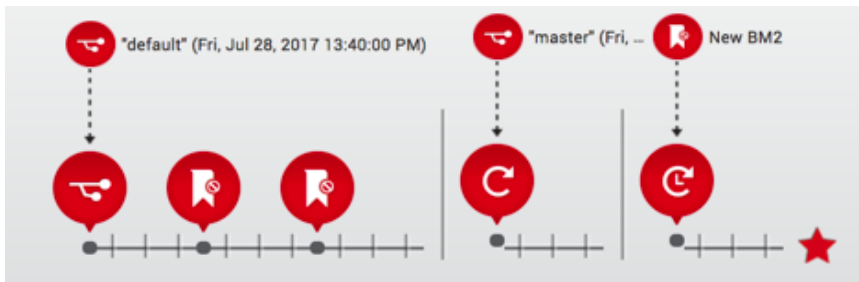 "default" (Fri, Jul 28, 2017 13:40:00 PM)
"master" (Fri, ...
New BM2